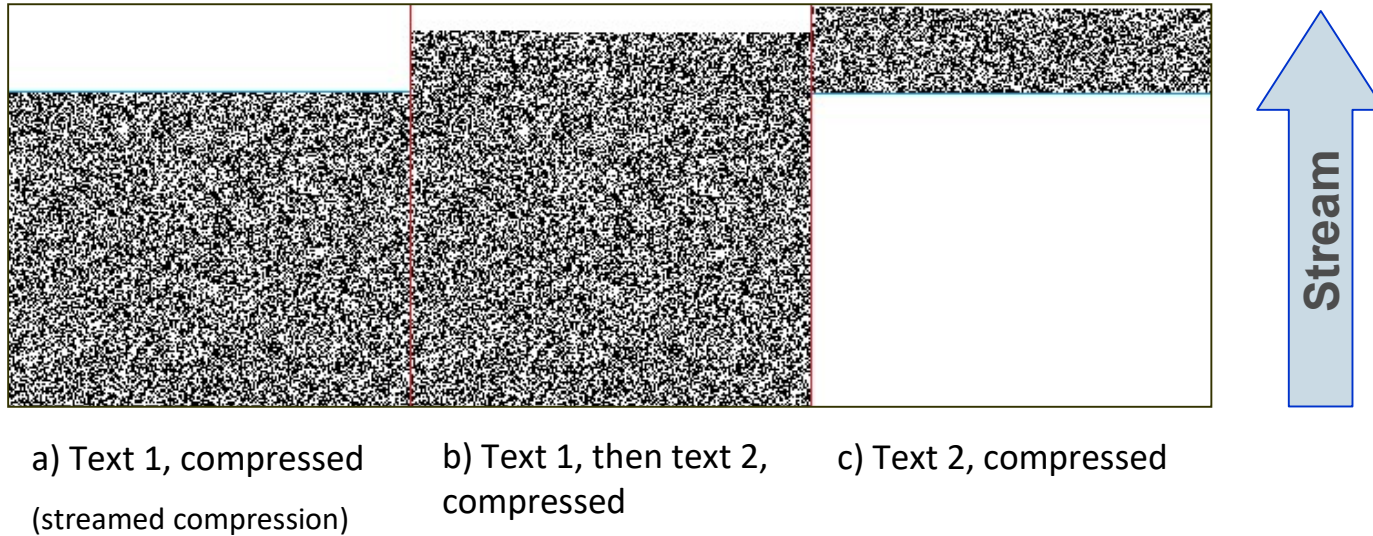 Stream
a) Text 1, compressed
(streamed compression)
b) Text 1, then text 2,
compressed
c) Text 2, compressed